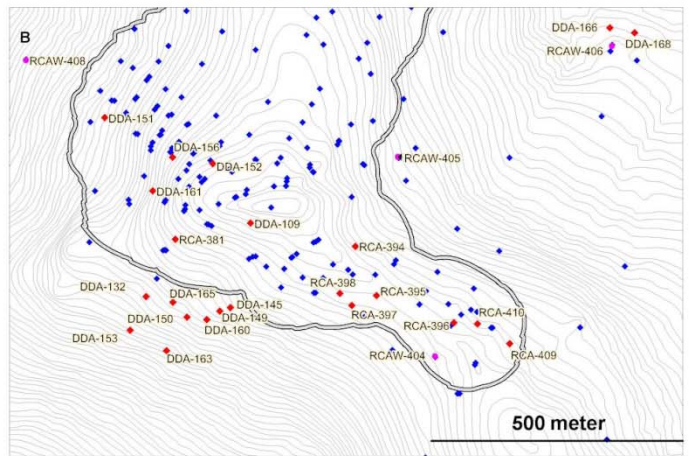 B
DDA-166
RCAW-406
DDA-168
RCAW-408
DDA-151
DDA-156
DDA-152
RCAW-405
DDA-161
DDA-109
RCA-381
RCA-394
DDA-132
DDA-165
DDA-145
RCA-398
RCA-395
DDA-150
DDA-149
DDA-160
RCA-397
RCA-396
RCA-410
DDA-153
DDA-163
RCAW-404
RCA-409
500 meter